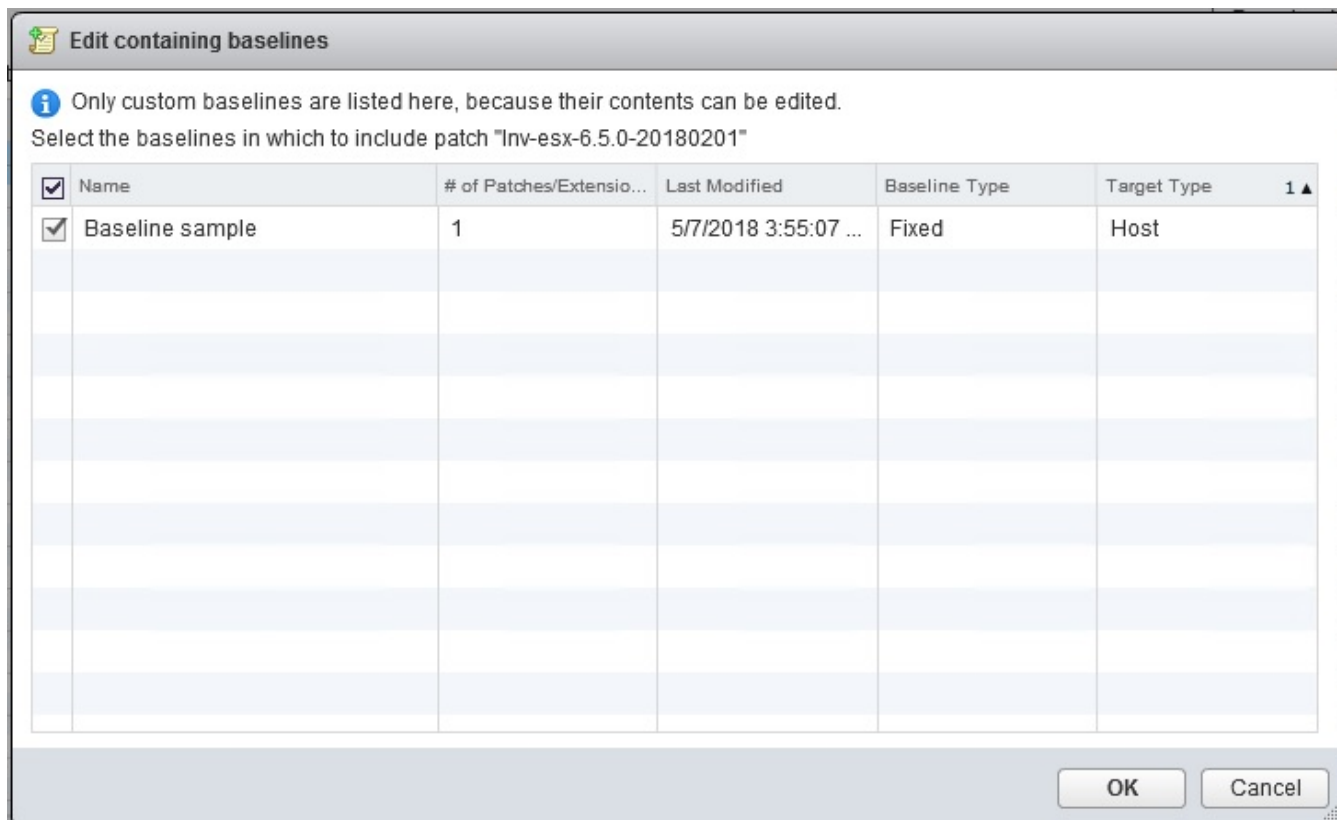 Edit containing baselines
Only custom baselines are listed here, because their contents can be edited.
Select the baselines in which to include patch "lnv-esx-6.5.0-20180201"
Name # of Patches/Extensio... Last Modified Baseline Type Target Type 1▲
Baseline sample 1 5/7/2018 3:55:07 ... Fixed Host
OK Cancel